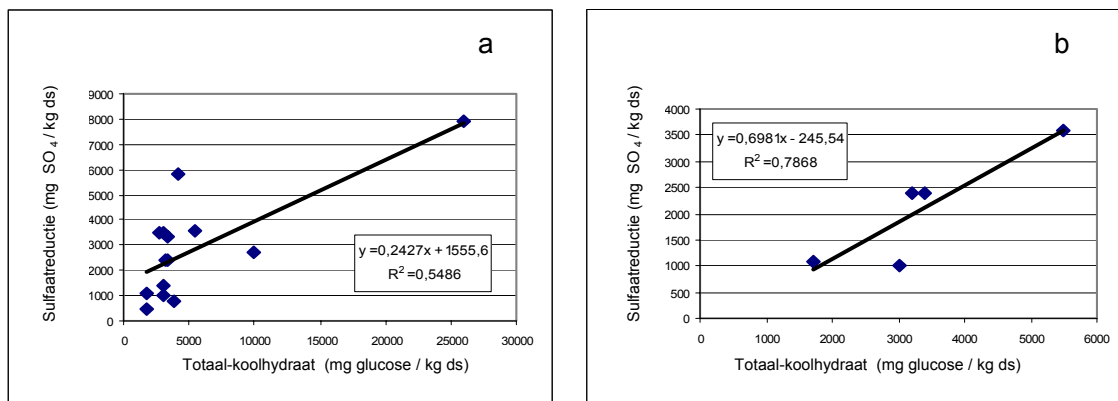 a
Sulfaatreductie (mg SO4 / kg ds)
9000
8000
7000
6000
5000
4000
3000
2000
1000
0
y =0,2427x + 1555,6
R2 =0,5486
0 5000 10000 15000 20000 25000 30000
Totaal-koolhydraat (mg glucose / kg ds)
b
Sulfaatreductie (mg SO4 / kg ds)
4000
3500
3000
2500
2000
1500
1000
500
0
y =0,6981x - 245,54
R2 =0,7868
0 1000 2000 3000 4000 5000 6000
Totaal-koolhydraat (mg glucose / kg ds)